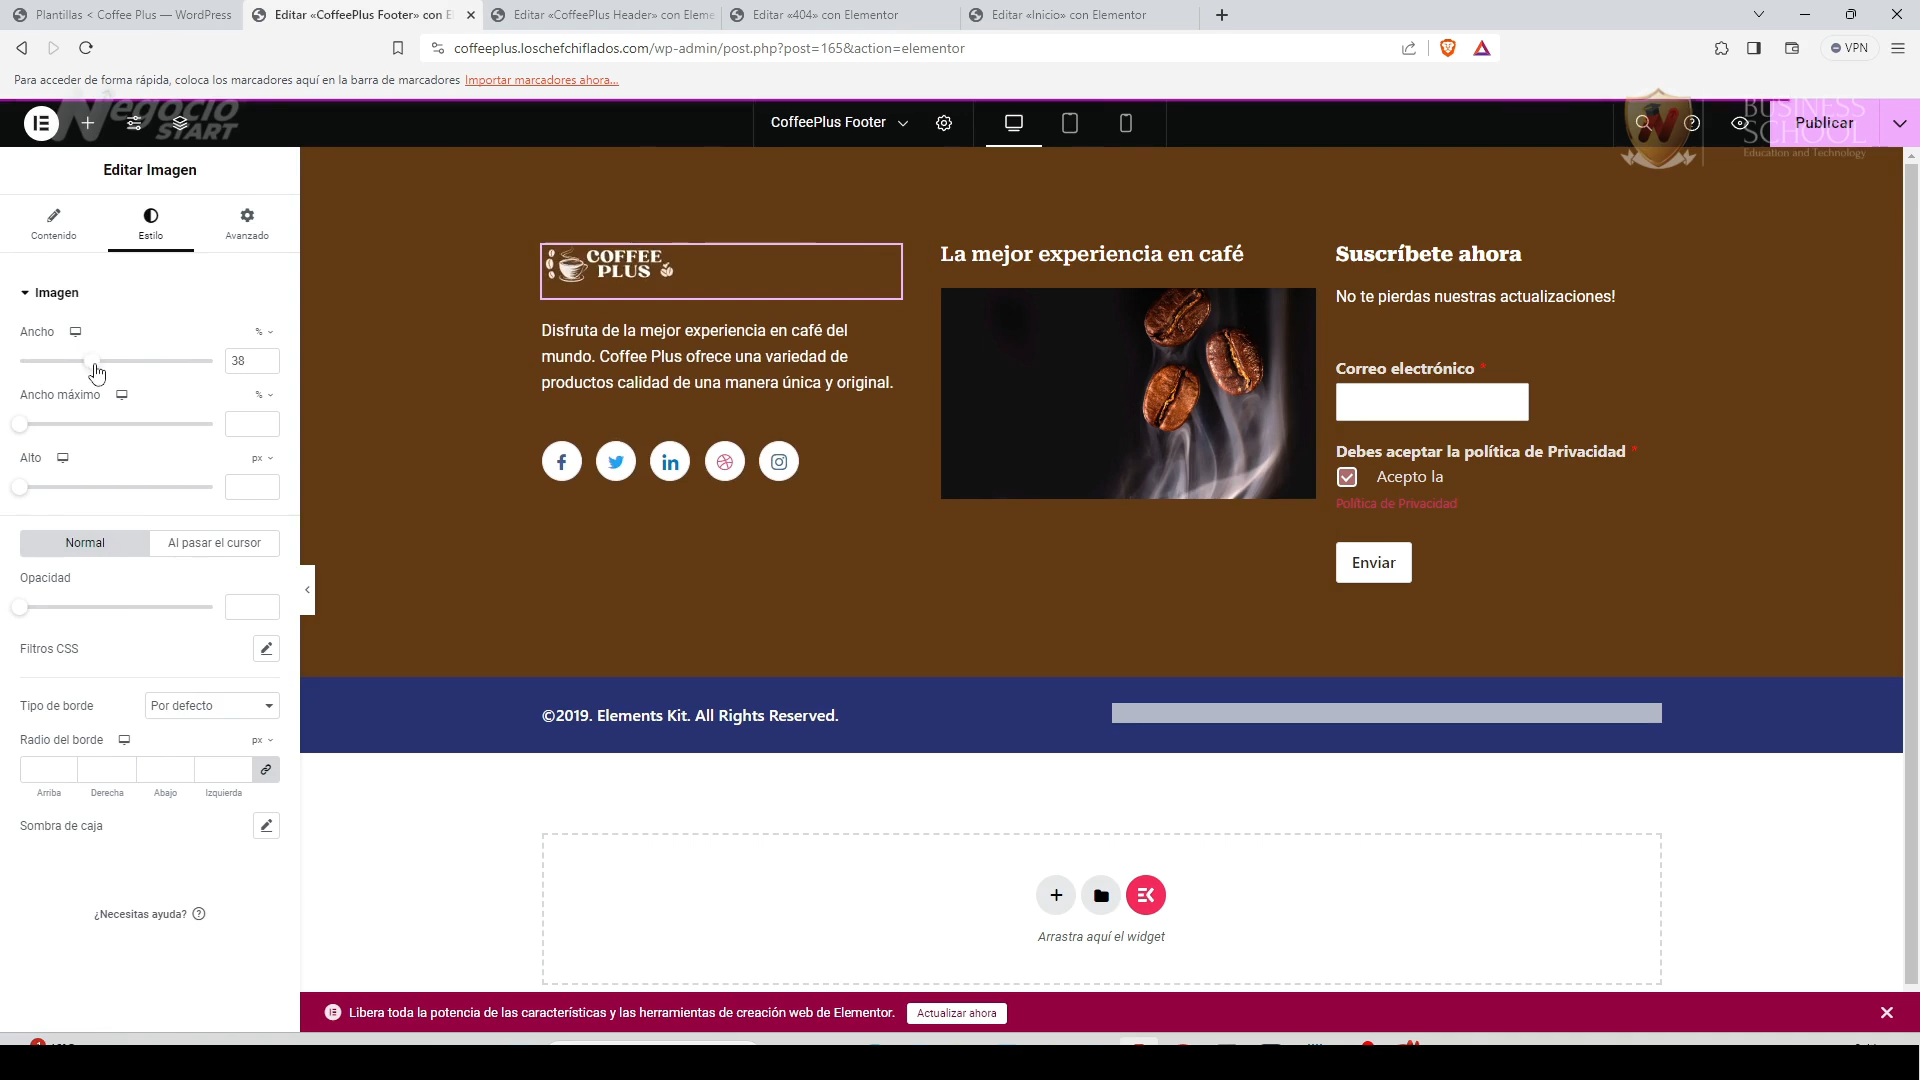 Plantillas < Coffee Plus — WordPress
Editar «CoffeePlus Footer» con E
Editar «CoffeePlus Header» con Eleme
Editar «404» con Elementor
Editar «Inicio» con Elementor
coffeeplus.loschefchiflados.com/wp-admin/post.php?post=165&action=elementor
VPN
Para acceder de forma rápida, coloca los marcadores aquí en la barra de marcadores Importar marcadores ahora...
Negocio
START
CoffeePlus Footer
Publicar
BUSINESS
SCHOOL
Education and Technology
Editar Imagen
Contenido
Estilo
Avanzado
Imagen
Ancho
%
38
Ancho máximo
%
Alto
px
Normal
Al pasar el cursor
Opacidad
Filtros CSS
Tipo de borde
Por defecto
Radio del borde
px
Arriba
Derecha
Abajo
Izquierda
Sombra de caja
¿Necesitas ayuda?
COFFEE
PLUS
Disfruta de la mejor experiencia en café del
mundo. Coffee Plus ofrece una variedad de
productos calidad de una manera única y original.
La mejor experiencia en café
Suscríbete ahora
No te pierdas nuestras actualizaciones!
Correo electrónico *
Debes aceptar la política de Privacidad *
Acepto la
Política de Privacidad
Enviar
©2019. Elements Kit. All Rights Reserved.
Arrastra aquí el widget
Libera toda la potencia de las características y las herramientas de creación web de Elementor.
Actualizar ahora